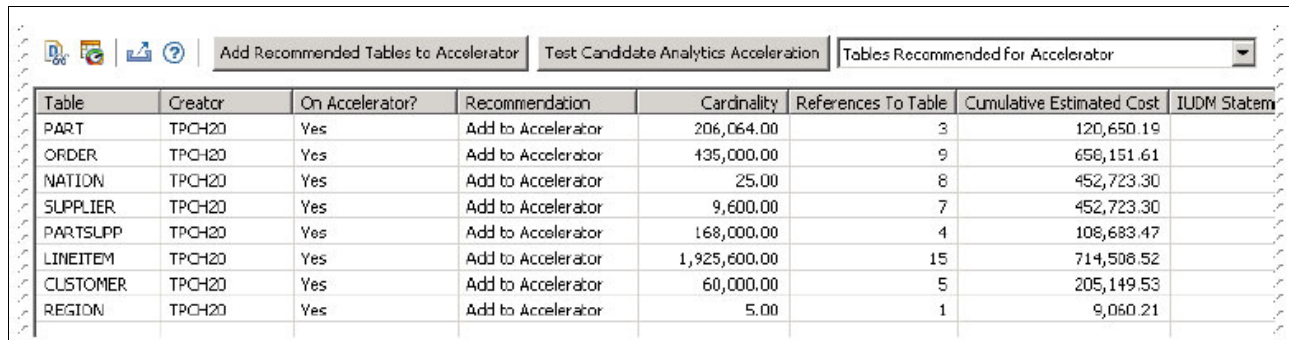 Add Recommended Tables to Accelerator Test Candidate Analytics Acceleration Tables Recommended for Accelerator
Table Creator On Accelerator? Recommendation Cardinality References To Table Cumulative Estimated Cost IUDM Statem
PART TPCH20 Yes Add to Accelerator 206,064.00 3 120,650.19
ORDER TPCH20 Yes Add to Accelerator 435,000.00 9 658,151.61
NATION TPCH20 Yes Add to Accelerator 25.00 8 452,723.30
SUPPLIER TPCH20 Yes Add to Accelerator 9,600.00 7 452,723.30
PARTSUPP TPCH20 Yes Add to Accelerator 168,000.00 4 108,683.47
LINEITEM TPCH20 Yes Add to Accelerator 1,925,600.00 15 714,508.52
CUSTOMER TPCH20 Yes Add to Accelerator 60,000.00 5 205,149.53
REGION TPCH20 Yes Add to Accelerator 5.00 1 9,060.21